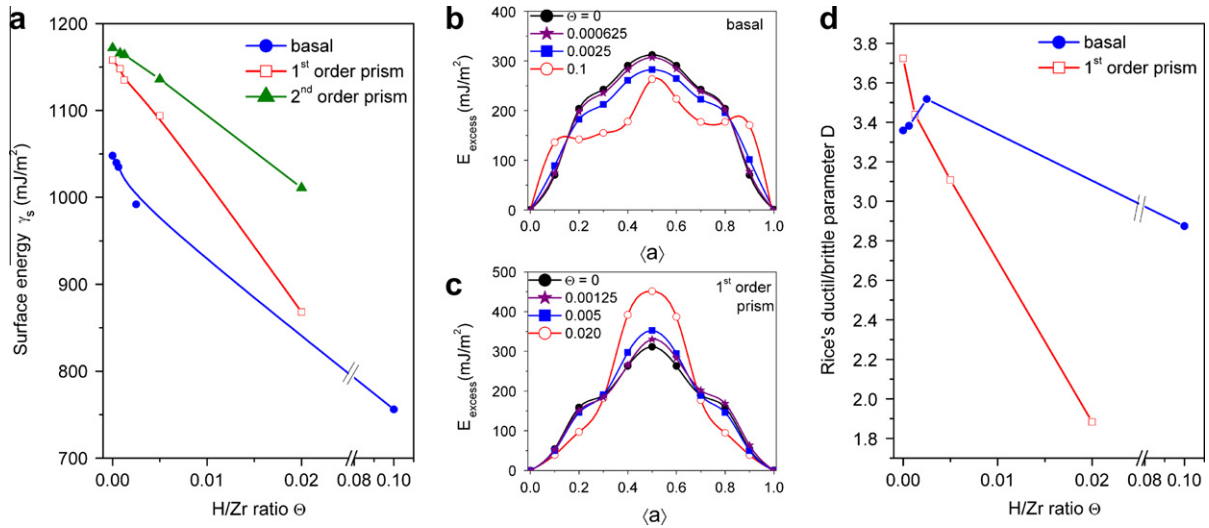 a
1200
1100
1000
900
800
700
Surface energy γs (mJ/m²)
basal
1st order prism
2nd order prism
0.00 0.01 0.02 0.08 0.10
H/Zr ratio Θ
b
400
300
200
100
0
E excess (mJ/m²)
Θ = 0
0.000625
0.0025
0.1
basal
0.0 0.2 0.4 0.6 0.8 1.0
⟨a⟩
c
500
400
300
200
100
0
E excess (mJ/m²)
Θ = 0
0.00125
0.005
0.020
1st order
prism
0.0 0.2 0.4 0.6 0.8 1.0
⟨a⟩
d
3.8
3.6
3.4
3.2
3.0
2.8
2.6
2.4
2.2
2.0
1.8
Rice's ductil/brittle parameter D
basal
1st order prism
0.00 0.01 0.02 0.08 0.10
H/Zr ratio Θ